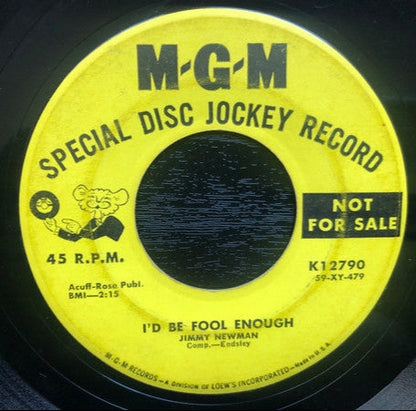 M-G-M
SPECIAL DISC JOCKEY RECORD
NOT
FOR SALE
45 R.P.M.
K12790
59-XY-479
Acuff-Rose Publ.
BMI—2:15
I'D BE FOOL ENOUGH
JIMMY NEWMAN
Comp.—Endsley
M-G-M RECORDS—A DIVISION OF LOEW'S INCORPORATED—Made in U.S.A.